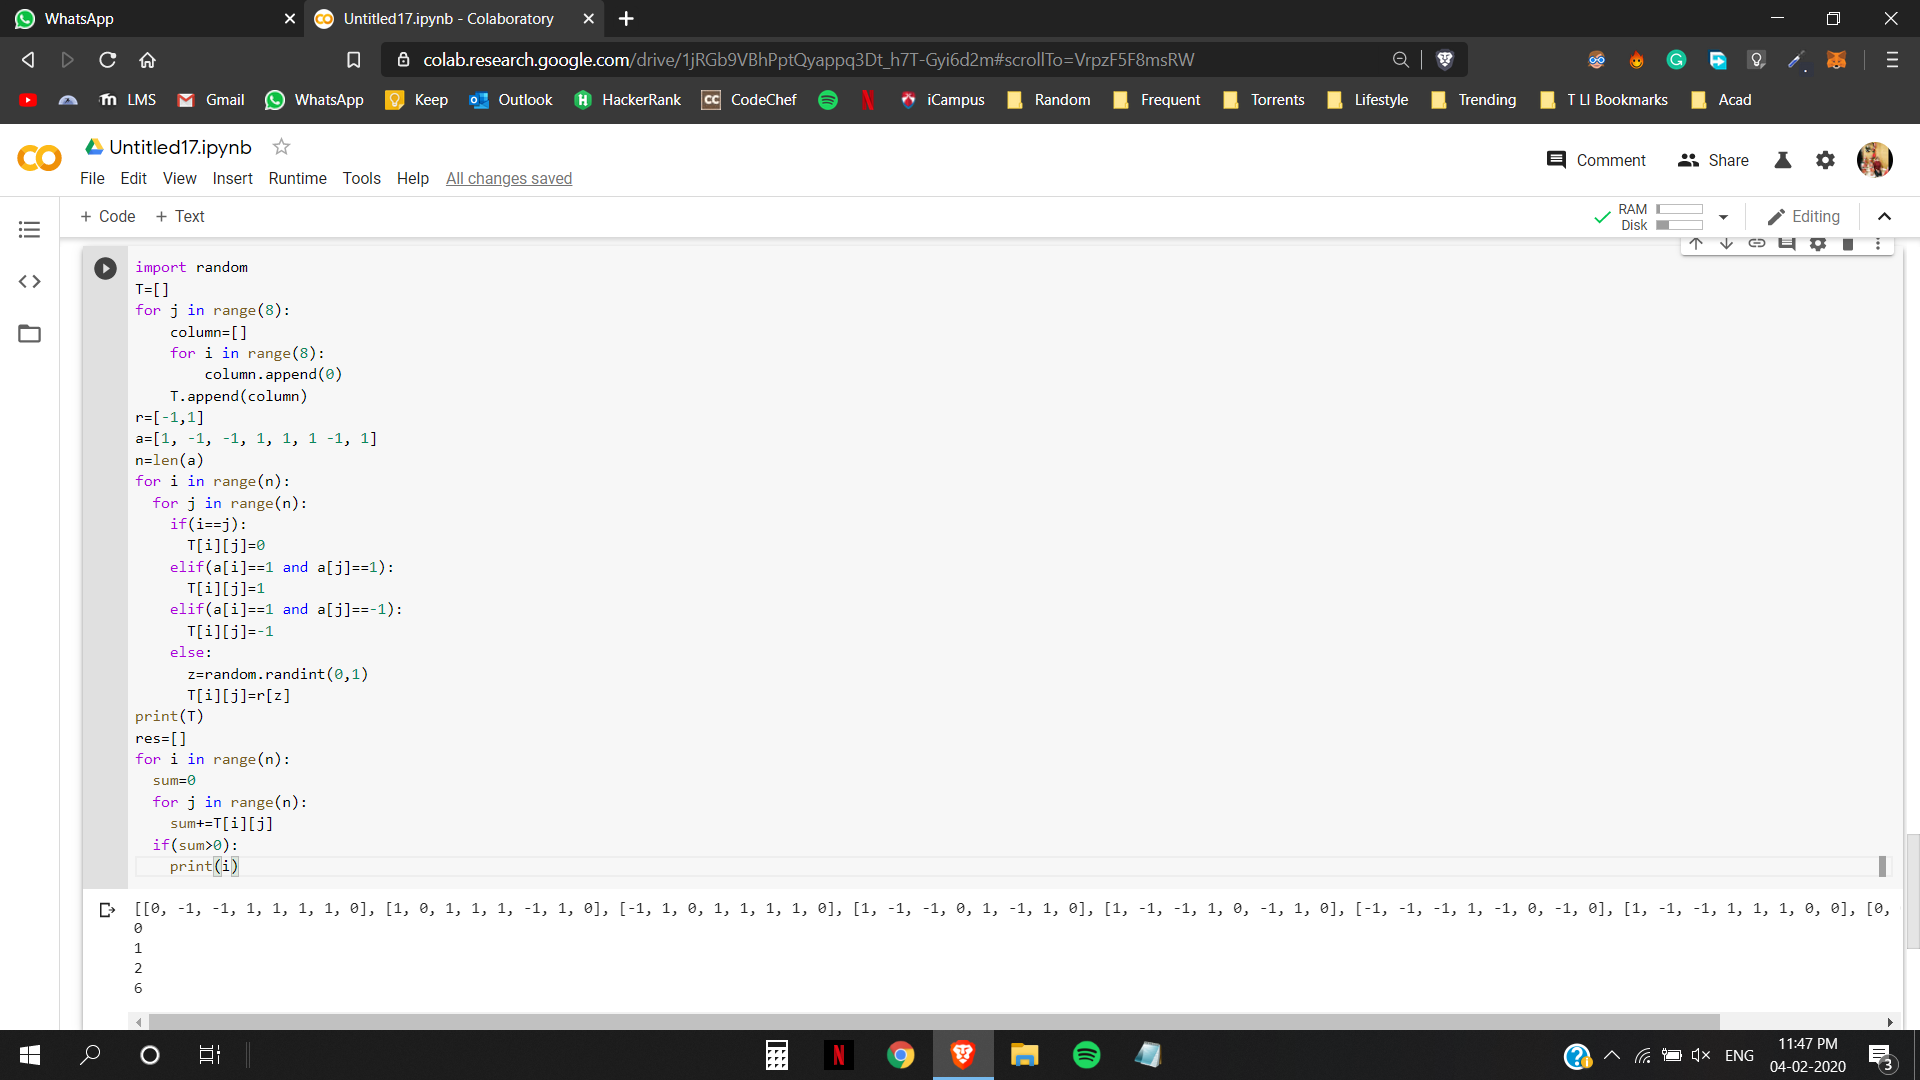 WhatsApp
Untitled17.ipynb - Colaboratory
colab.research.google.com/drive/1jRGb9VBhPptQyappq3Dt_h7T-Gyi6d2m#scrollTo=VrpzF5F8msRW
LMS Gmail WhatsApp Keep Outlook HackerRank CodeChef iCampus Random Frequent Torrents Lifestyle Trending T LI Bookmarks Acad
Untitled17.ipynb
Comment Share
File Edit View Insert Runtime Tools Help All changes saved
+ Code + Text
RAM
Disk
Editing
import random
T=[]
for j in range(8):
    column=[]
    for i in range(8):
        column.append(0)
    T.append(column)
r=[-1,1]
a=[1, -1, -1, 1, 1, 1 -1, 1]
n=len(a)
for i in range(n):
  for j in range(n):
    if(i==j):
      T[i][j]=0
    elif(a[i]==1 and a[j]==1):
      T[i][j]=1
    elif(a[i]==1 and a[j]==-1):
      T[i][j]=-1
    else:
      z=random.randint(0,1)
      T[i][j]=r[z]
print(T)
res=[]
for i in range(n):
  sum=0
  for j in range(n):
    sum+=T[i][j]
  if(sum>0):
    print(i)
[[0, -1, -1, 1, 1, 1, 1, 0], [1, 0, 1, 1, 1, -1, 1, 0], [-1, 1, 0, 1, 1, 1, 1, 0], [1, -1, -1, 0, 1, -1, 1, 0], [1, -1, -1, 1, 0, -1, 1, 0], [-1, -1, -1, 1, -1, 0, -1, 0], [1, -1, -1, 1, 1, 1, 0, 0], [0,
0
1
2
6
ENG
11:47 PM
04-02-2020
3